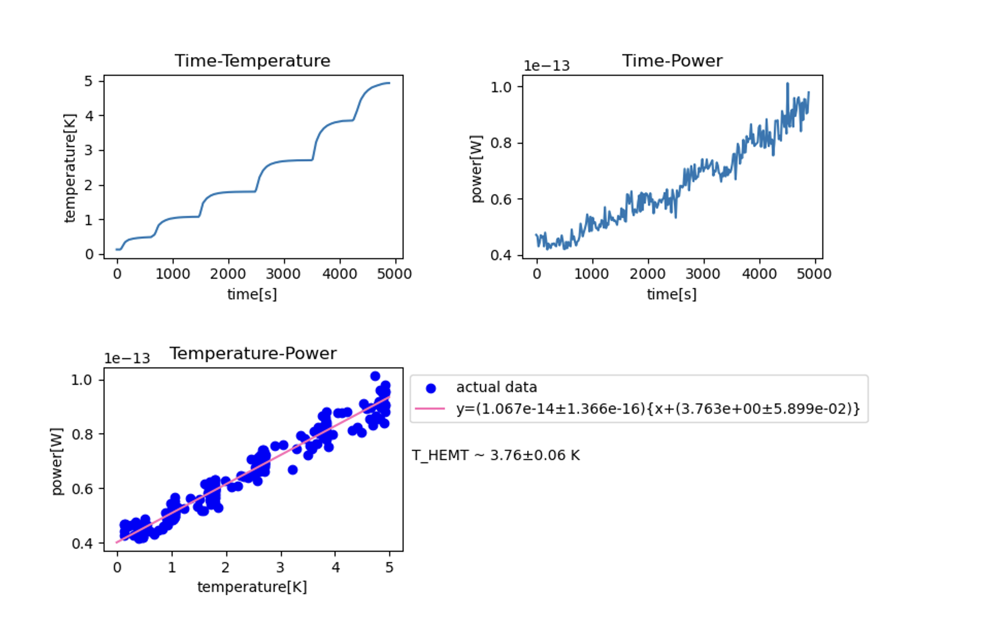 Time-Temperature
5
4
3
2
1
0
temperature[K]
0 1000 2000 3000 4000 5000
time[s]
1e−13
Time-Power
1.0
0.8
0.6
0.4
power[W]
0 1000 2000 3000 4000 5000
time[s]
1e−13
Temperature-Power
1.0
0.8
0.6
0.4
power[W]
0 1 2 3 4 5
temperature[K]
actual data
y=(1.067e-14±1.366e-16){x+(3.763e+00±5.899e-02)}
T_HEMT ~ 3.76±0.06 K